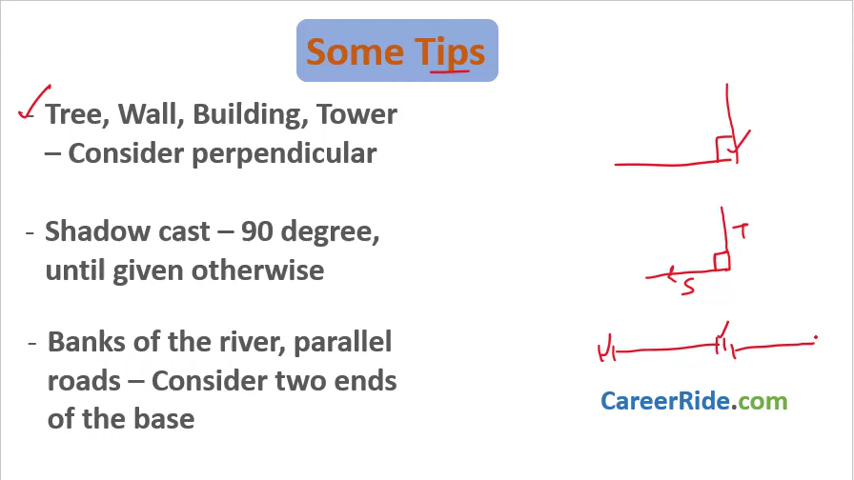 Some Tips
- Tree, Wall, Building, Tower
– Consider perpendicular
- Shadow cast – 90 degree,
until given otherwise
T
S
- Banks of the river, parallel
roads – Consider two ends
of the base
CareerRide.com